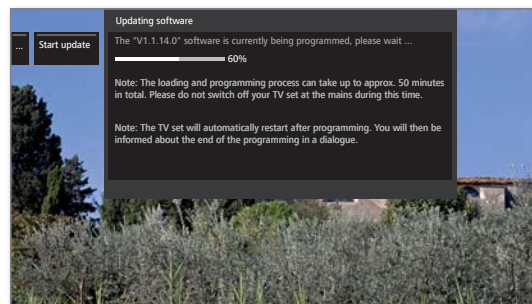 Updating software
... Start update
The "V1.1.14.0" software is currently being programmed, please wait ...
60%
Note: The loading and programming process can take up to approx. 50 minutes
in total. Please do not switch off your TV set at the mains during this time.
Note: The TV set will automatically restart after programming. You will then be
informed about the end of the programming in a dialogue.